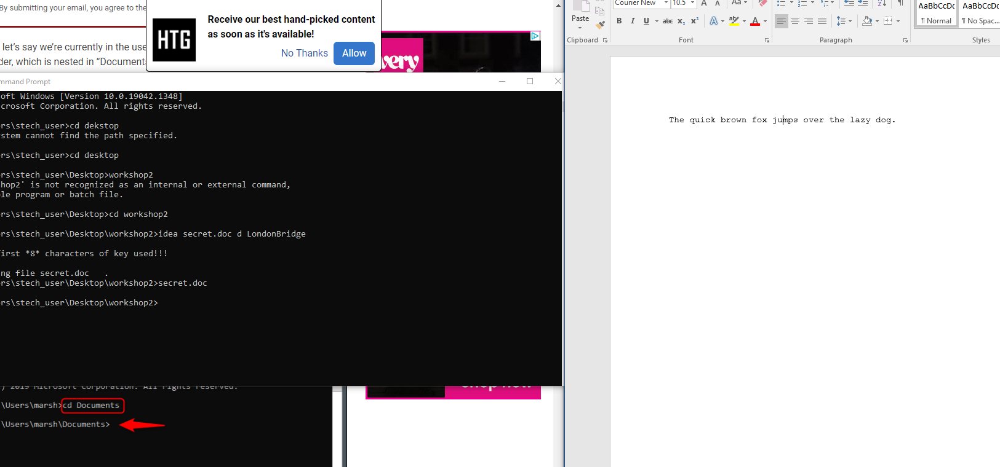 By submitting your email, you agree to the
let’s say we’re currently in the use
der, which is nested in “Document
HTG
Receive our best hand-picked content
as soon as it's available!
No Thanks
Allow
very
mmand Prompt
oft Windows [Version 10.0.19042.1348]
crosoft Corporation. All rights reserved.
rs\stech_user>cd dekstop
stem cannot find the path specified.
rs\stech_user>cd desktop
rs\stech_user\Desktop>workshop2
hop2' is not recognized as an internal or external command,
le program or batch file.
rs\stech_user\Desktop>cd workshop2
rs\stech_user\Desktop\workshop2>idea secret.doc d LondonBridge
irst *8* characters of key used!!!
ng file secret.doc   .
rs\stech_user\Desktop\workshop2>secret.doc
rs\stech_user\Desktop\workshop2>
) 2019 Microsoft Corporation. All rights reserved.
\Users\marsh>cd Documents
\Users\marsh\Documents>
shop now
Courier New
10.5
A A Aa
Paste
B I U abc x₂ x² A ab A
AaBbCcDc AaBbCcDc
¶ Normal ¶ No Spac...
Clipboard Font Paragraph Styles
The quick brown fox jumps over the lazy dog.